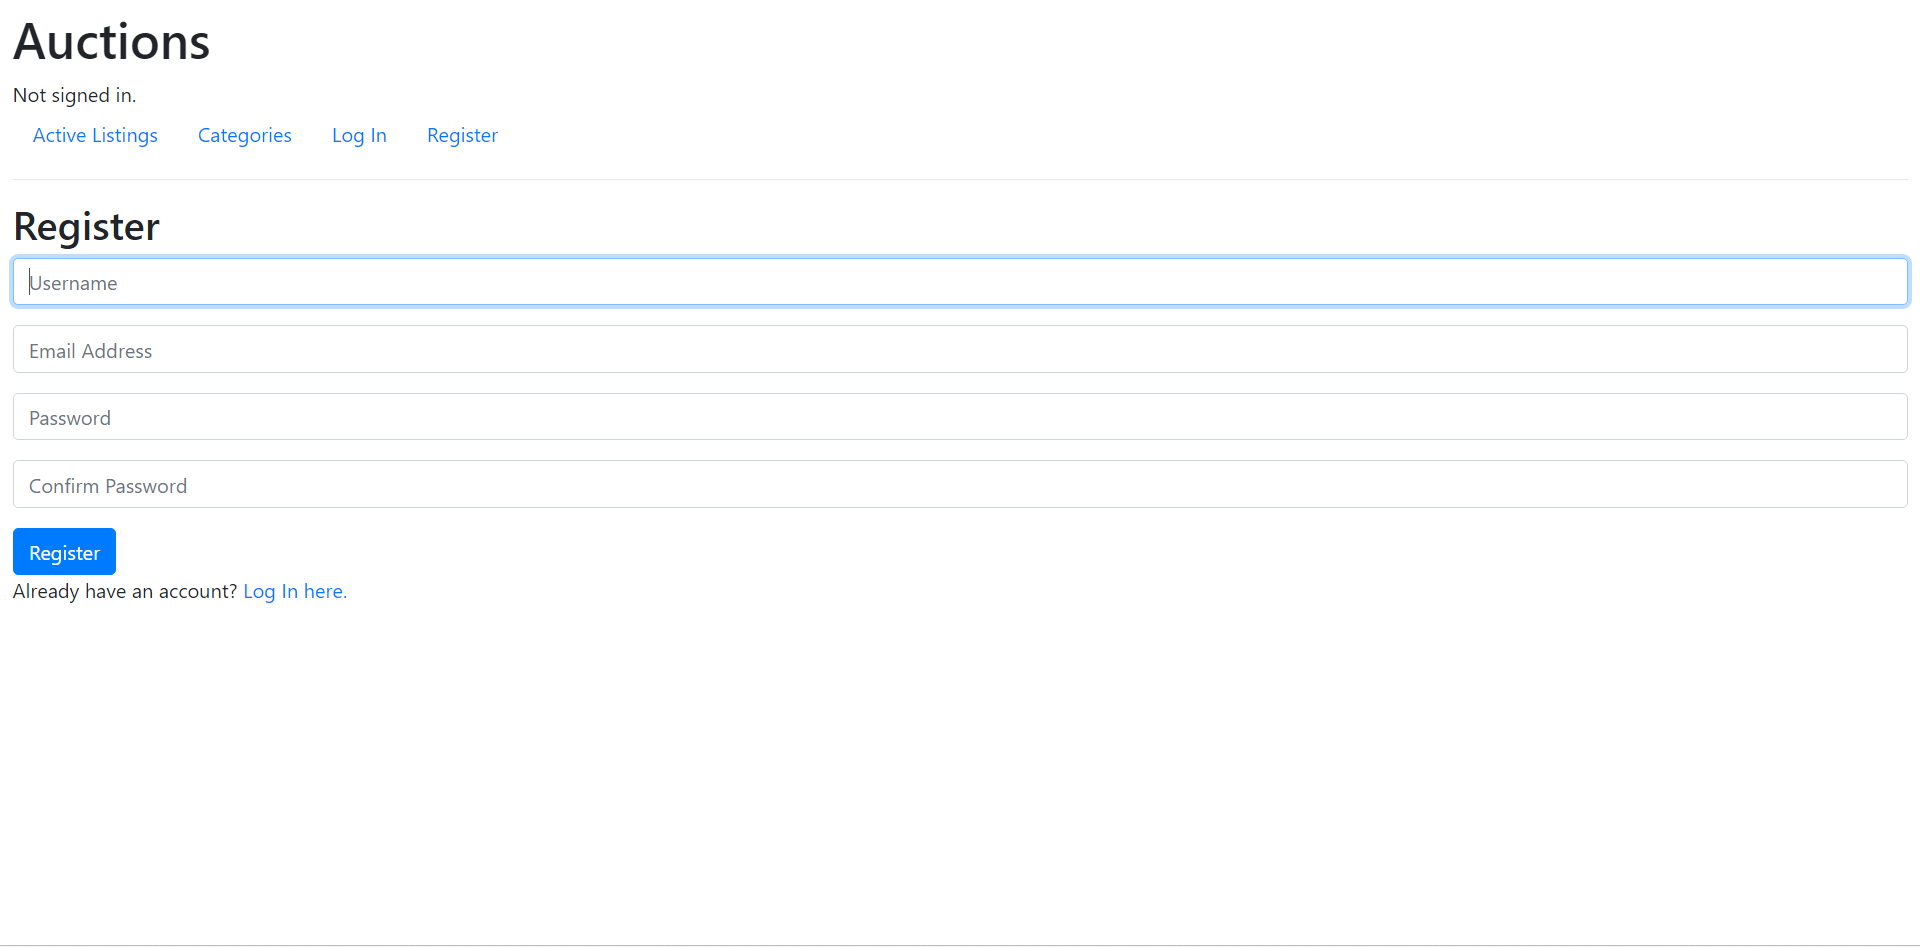 Auctions
Not signed in.
Active Listings Categories Log In Register
Register
Username
Email Address
Password
Confirm Password
Register
Already have an account? Log In here.